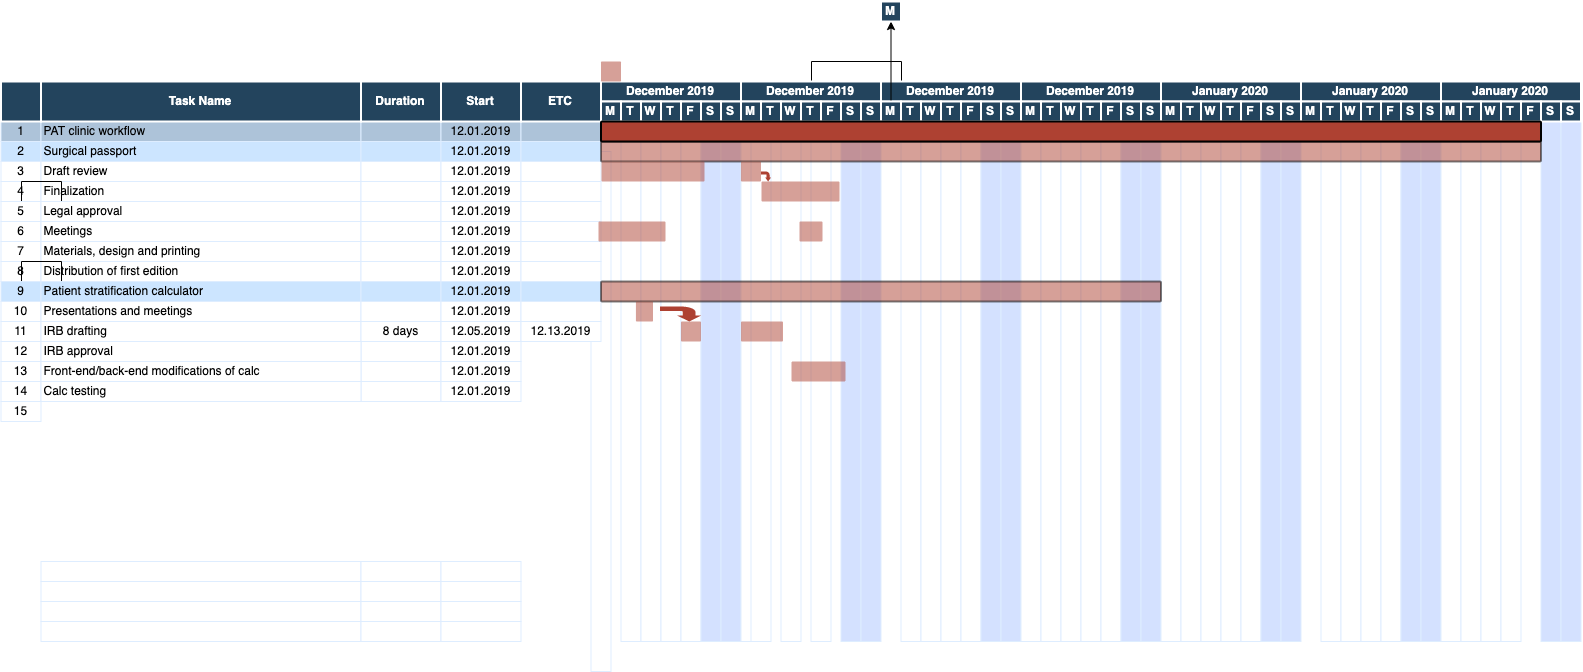 M
Task Name Duration Start ETC December 2019 December 2019 December 2019 December 2019 January 2020 January 2020 January 2020
M T W T F S S M T W T F S S M T W T F S S M T W T F S S M T W T F S S M T W T F S S M T W T F S S
1 PAT clinic workflow 12.01.2019
2 Surgical passport 12.01.2019
3 Draft review 12.01.2019
4 Finalization 12.01.2019
5 Legal approval 12.01.2019
6 Meetings 12.01.2019
7 Materials, design and printing 12.01.2019
8 Distribution of first edition 12.01.2019
9 Patient stratification calculator 12.01.2019
10 Presentations and meetings 12.01.2019
11 IRB drafting 8 days 12.05.2019 12.13.2019
12 IRB approval 12.01.2019
13 Front-end/back-end modifications of calc 12.01.2019
14 Calc testing 12.01.2019
15